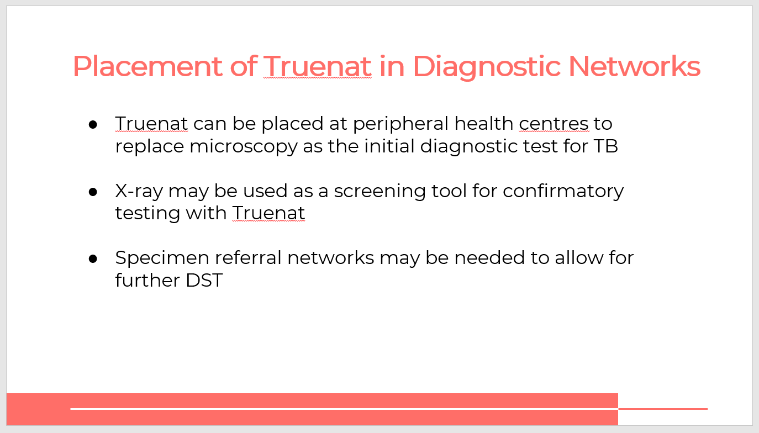 Placement of Truenat in Diagnostic Networks
● Truenat can be placed at peripheral health centres to
replace microscopy as the initial diagnostic test for TB
● X-ray may be used as a screening tool for confirmatory
testing with Truenat
● Specimen referral networks may be needed to allow for
further DST